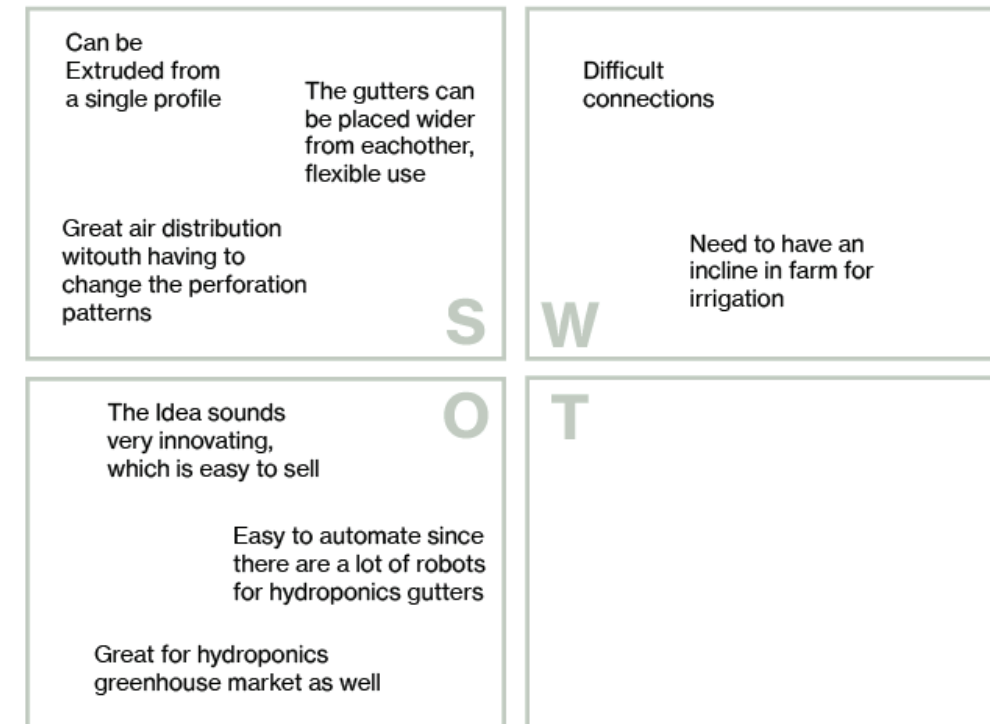 Can be
Extruded from
a single profile
The gutters can
be placed wider
from eachother,
flexible use
Great air distribution
witouth having to
change the perforation
patterns
S
Difficult
connections
Need to have an
incline in farm for
irrigation
W
The Idea sounds
very innovating,
which is easy to sell
O
Easy to automate since
there are a lot of robots
for hydroponics gutters
Great for hydroponics
greenhouse market as well
T